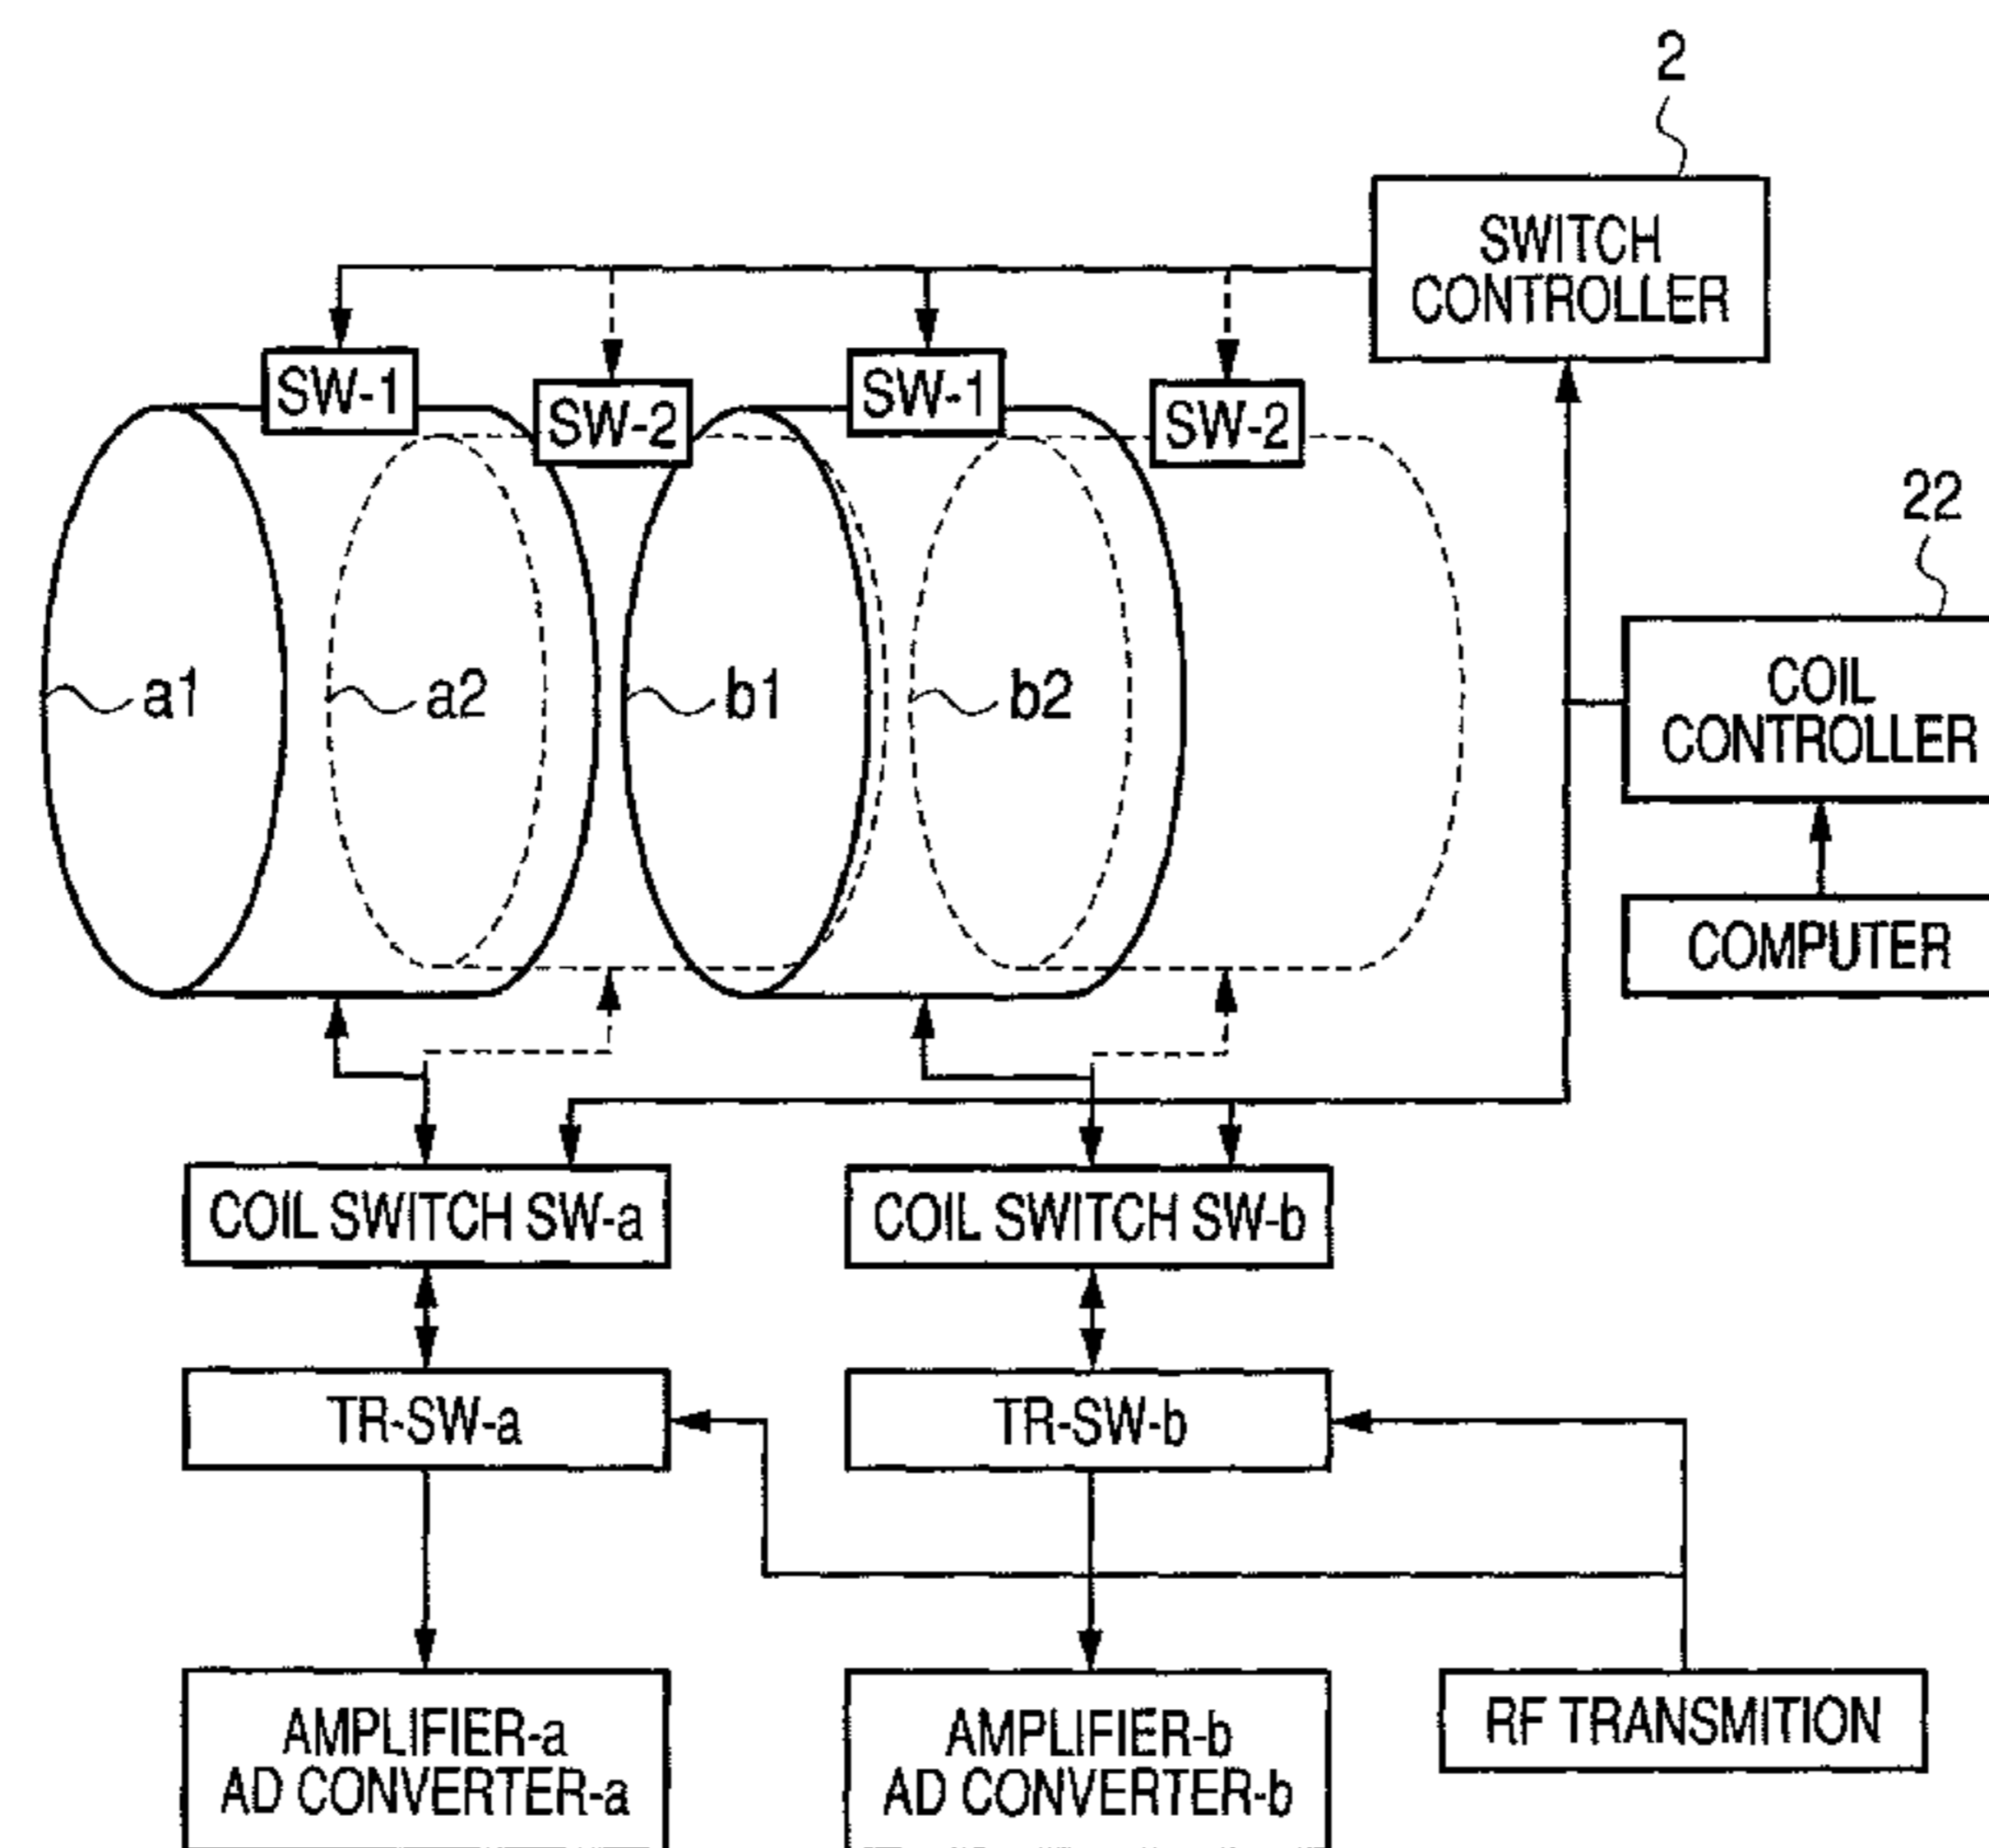 2
SWITCH
CONTROLLER
SW-1
SW-2
SW-1
SW-2
22
a1
a2
b1
b2
COIL
CONTROLLER
COMPUTER
COIL SWITCH SW-a
COIL SWITCH SW-b
TR-SW-a
TR-SW-b
AMPLIFIER-a
AD CONVERTER-a
AMPLIFIER-b
AD CONVERTER-b
RF TRANSMITION